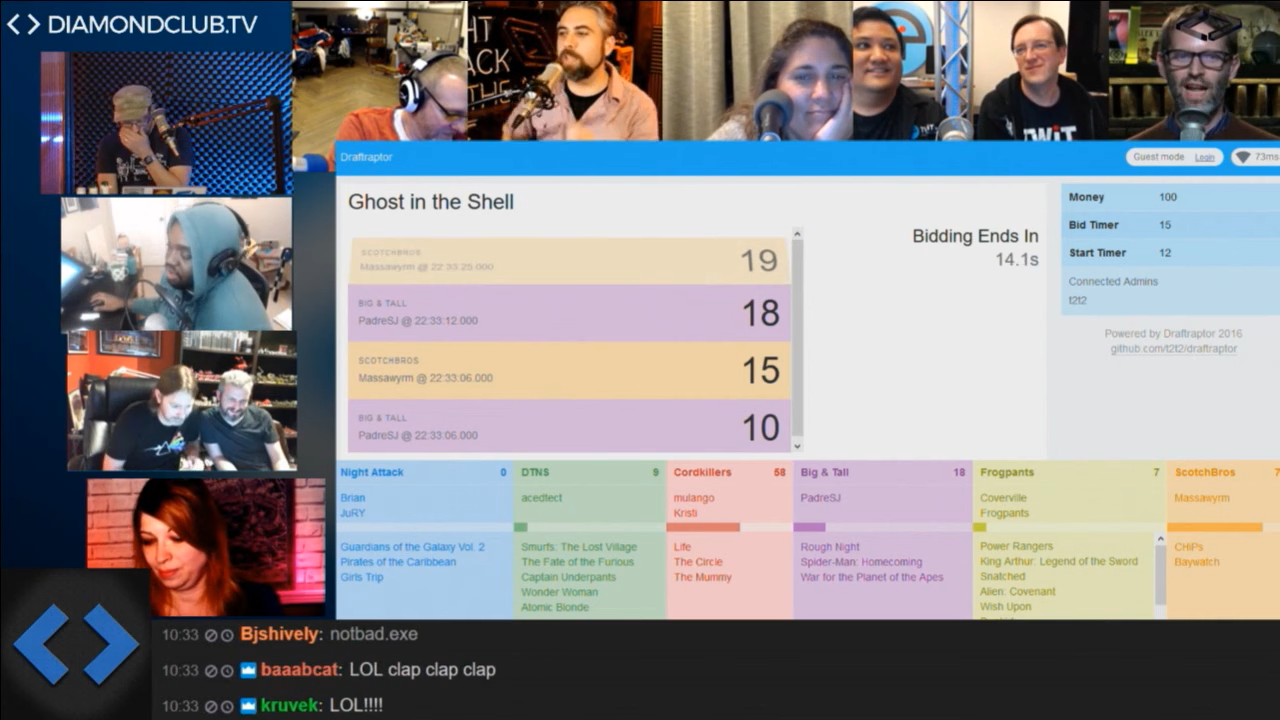 DIAMONDCLUB.TV
TWiT
Draftraptor
Guest mode Login 73ms
Ghost in the Shell
Bidding Ends In
14.1s
SCOTCHBROS
Massawyrm @ 22:33:25.000
19
BIG & TALL
PadreSJ @ 22:33:12.000
18
SCOTCHBROS
Massawyrm @ 22:33:06.000
15
BIG & TALL
PadreSJ @ 22:33:06.000
10
Money 100
Bid Timer 15
Start Timer 12
Connected Admins
t2t2
Powered by Draftraptor 2016
github.com/t2t2/draftraptor
Night Attack 0
Brian
JuRY
Guardians of the Galaxy Vol. 2
Pirates of the Caribbean
Girls Trip
DTNS 9
acedtect
Smurfs: The Lost Village
The Fate of the Furious
Captain Underpants
Wonder Woman
Atomic Blonde
Cordkillers 58
mulango
Kristi
Life
The Circle
The Mummy
Big & Tall 18
PadreSJ
Rough Night
Spider-Man: Homecoming
War for the Planet of the Apes
Frogpants 7
Coverville
Frogpants
Power Rangers
King Arthur: Legend of the Sword
Snatched
Alien: Covenant
Wish Upon
ScotchBros 7
Massawyrm
CHiPs
Baywatch
10:33 Bjshively: notbad.exe
10:33 baaabcat: LOL clap clap clap
10:33 kruvek: LOL!!!!